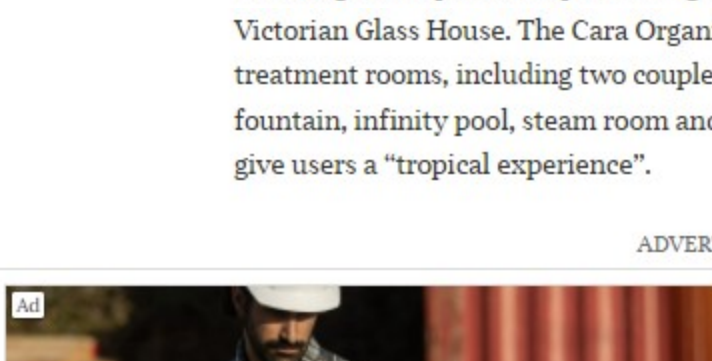 Victorian Glass House. The Cara Organ
treatment rooms, including two couple
fountain, infinity pool, steam room and
give users a “tropical experience”.
ADVER
Ad